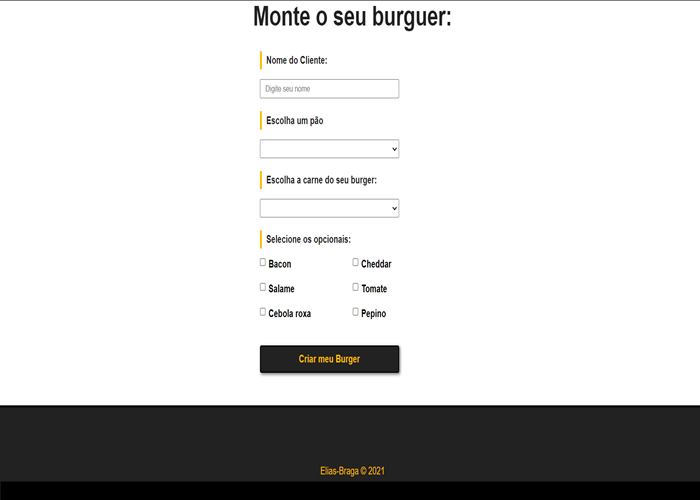 Monte o seu burguer:
Nome do Cliente:
Digite seu nome
Escolha um pão
Escolha a carne do seu burger:
Selecione os opcionais:
Bacon Cheddar
Salame Tomate
Cebola roxa Pepino
Criar meu Burger
Elias-Braga © 2021